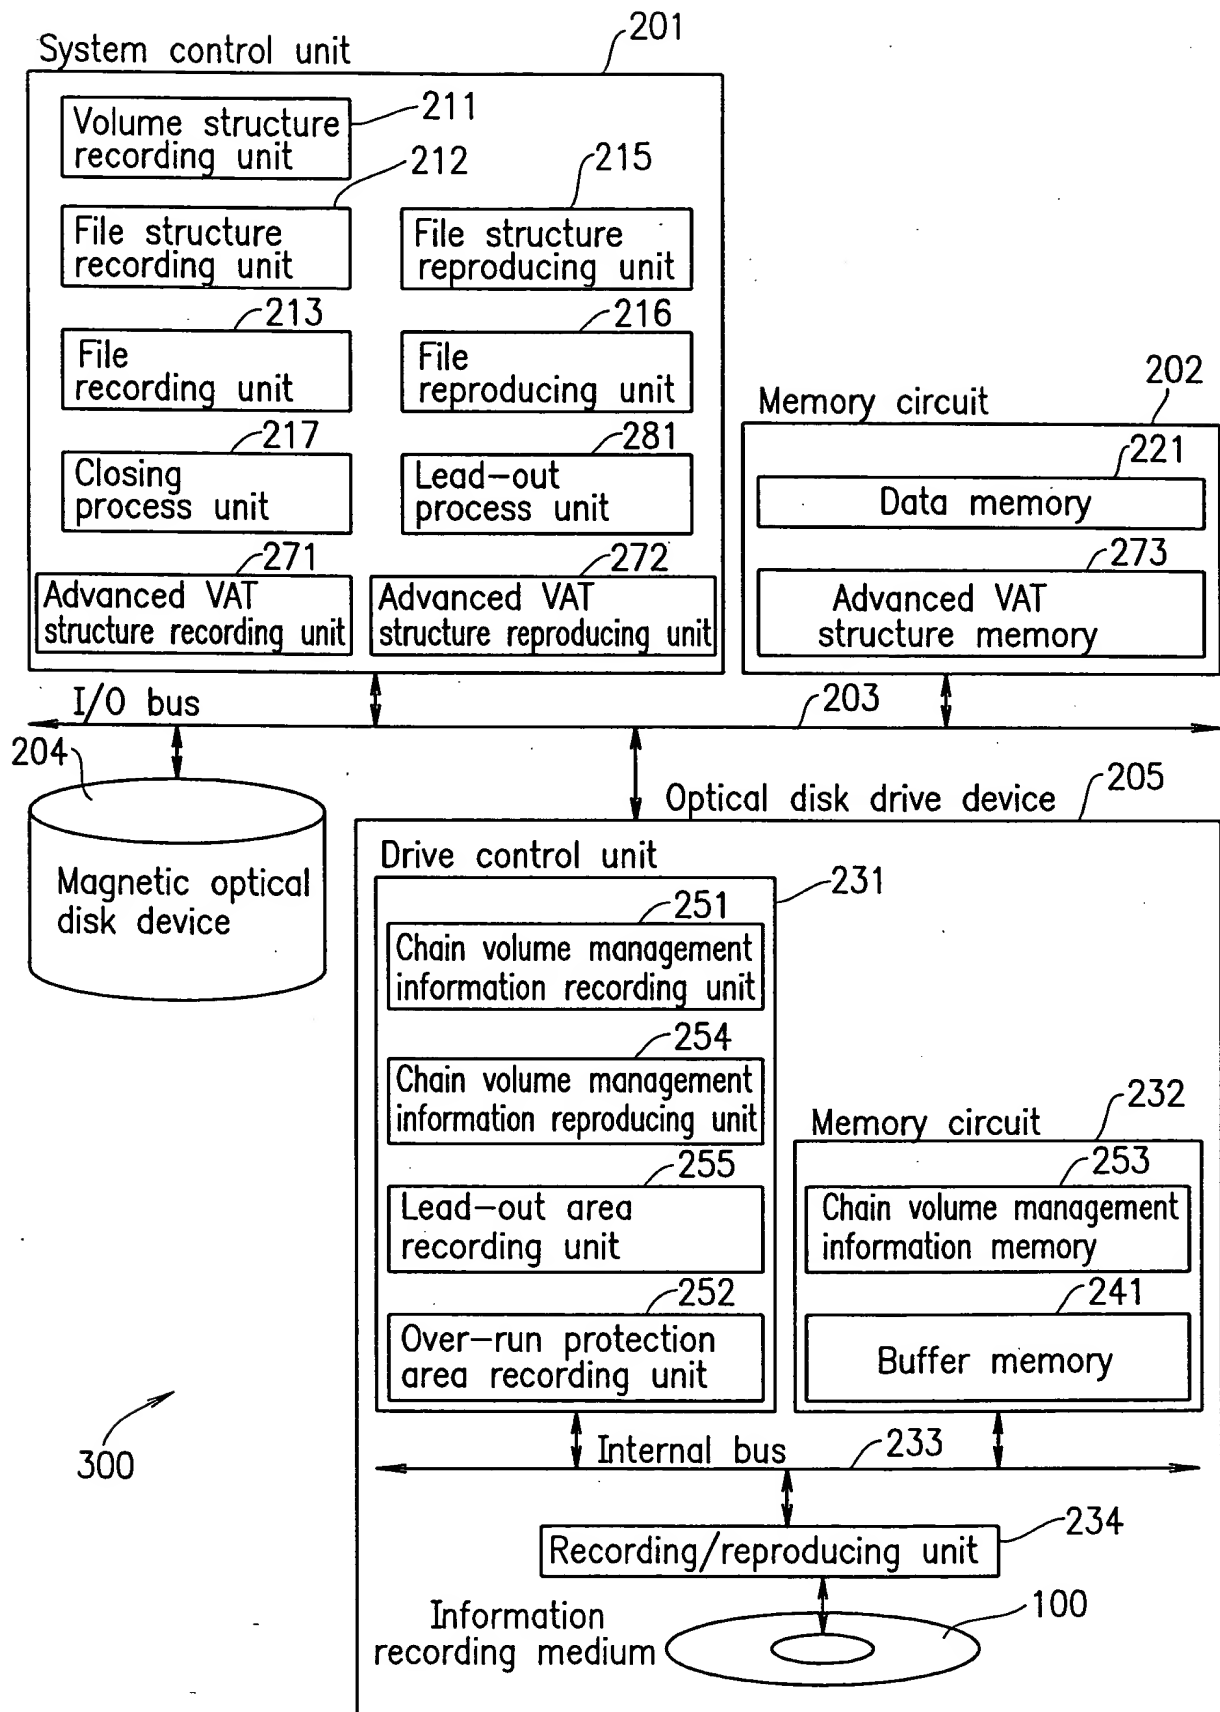 System control unit
201
Volume structure
recording unit
211
212
File structure
recording unit
215
File structure
reproducing unit
213
File
recording unit
216
File
reproducing unit
217
Closing
process unit
281
Lead-out
process unit
271
Advanced VAT
structure recording unit
272
Advanced VAT
structure reproducing unit
202
Memory circuit
221
Data memory
273
Advanced VAT
structure memory
I/O bus
203
204
Magnetic optical
disk device
205
Optical disk drive device
Drive control unit
231
251
Chain volume management
information recording unit
254
Chain volume management
information reproducing unit
255
Lead-out area
recording unit
252
Over-run protection
area recording unit
232
Memory circuit
253
Chain volume management
information memory
241
Buffer memory
300
Internal bus
233
234
Recording/reproducing unit
Information
recording medium
100